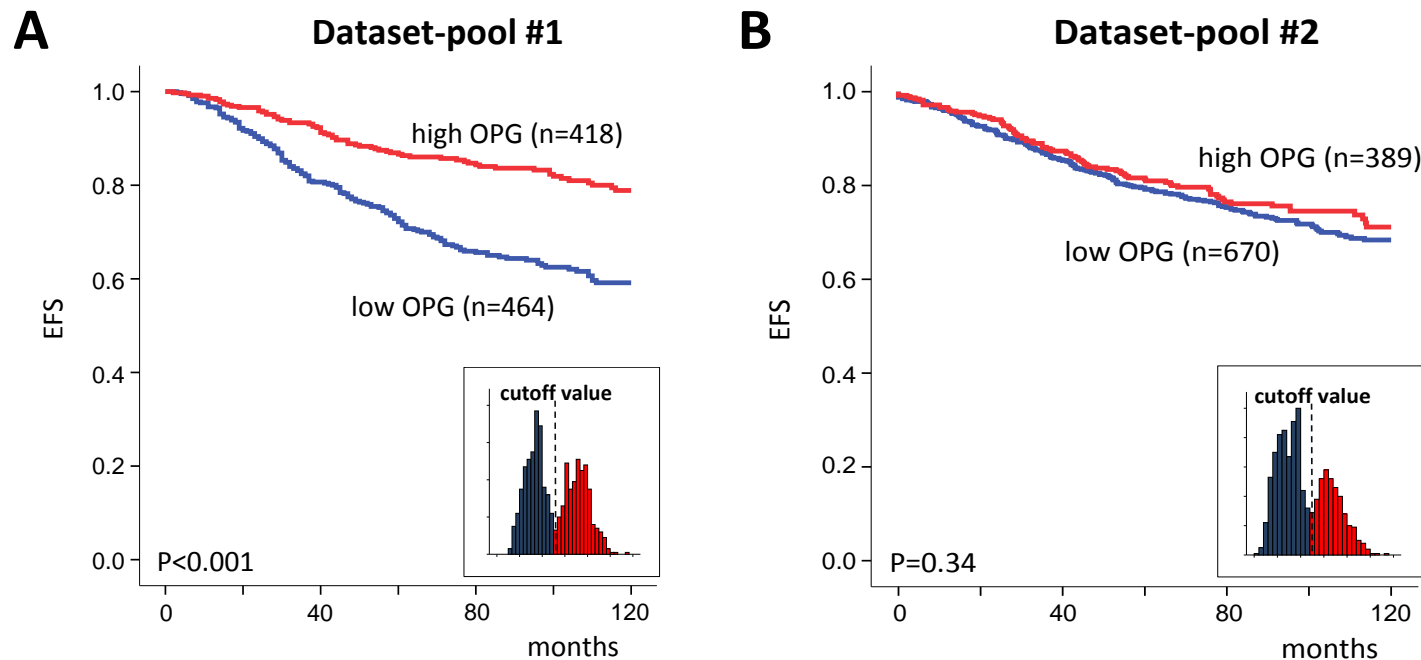 A
Dataset-pool #1
1.0
0.8
0.6
0.4
0.2
0.0
EFS
high OPG (n=418)
low OPG (n=464)
cutoff value
P<0.001
0
40
80
120
months
B
Dataset-pool #2
1.0
0.8
0.6
0.4
0.2
0.0
EFS
high OPG (n=389)
low OPG (n=670)
cutoff value
P=0.34
0
40
80
120
months